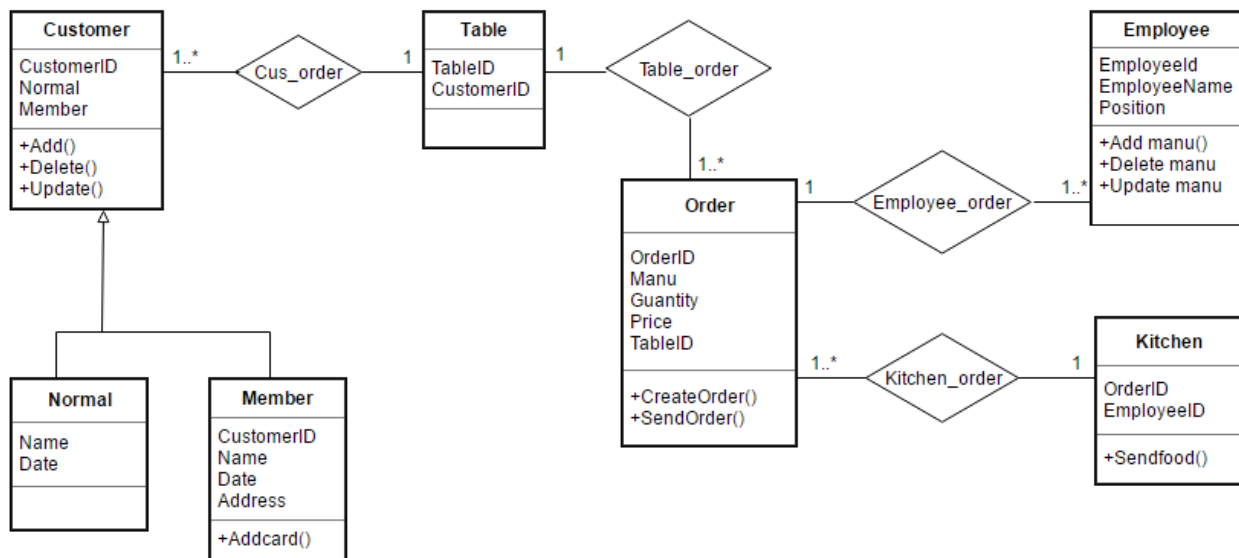 Customer
CustomerID
Normal
Member
+Add()
+Delete()
+Update()
1..*
Cus_order
1
Table
TableID
CustomerID
1
Table_order
1..*
Employee
EmployeeId
EmployeeName
Position
+Add manu()
+Delete manu
+Update manu
Order
OrderID
Manu
Guantity
Price
TableID
+CreateOrder()
+SendOrder()
1
Employee_order
1..*
1..*
Kitchen_order
1
Kitchen
OrderID
EmployeeID
+Sendfood()
Normal
Name
Date
Member
CustomerID
Name
Date
Address
+Addcard()